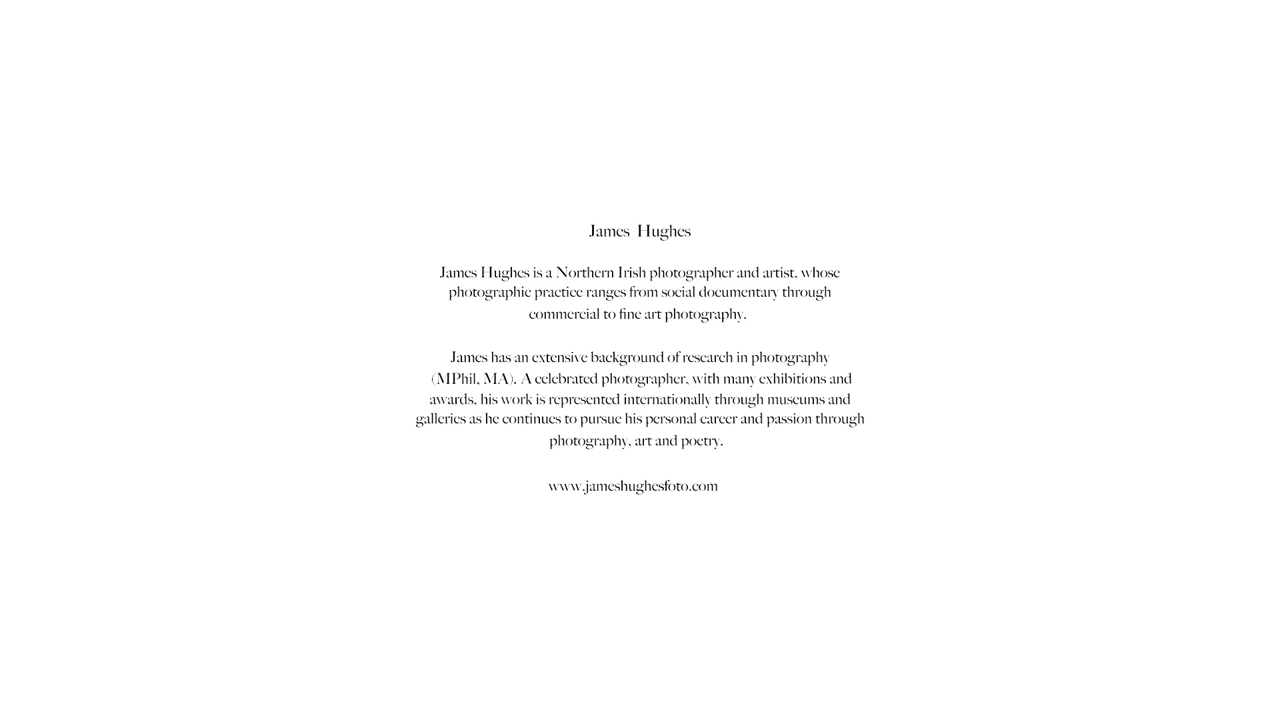 James Hughes
James Hughes is a Northern Irish photographer and artist, whose
photographic practice ranges from social documentary through
commercial to fine art photography.
James has an extensive background of research in photography
(MPhil, MA). A celebrated photographer, with many exhibitions and
awards, his work is represented internationally through museums and
galleries as he continues to pursue his personal career and passion through
photography, art and poetry.
www.jameshughesfoto.com